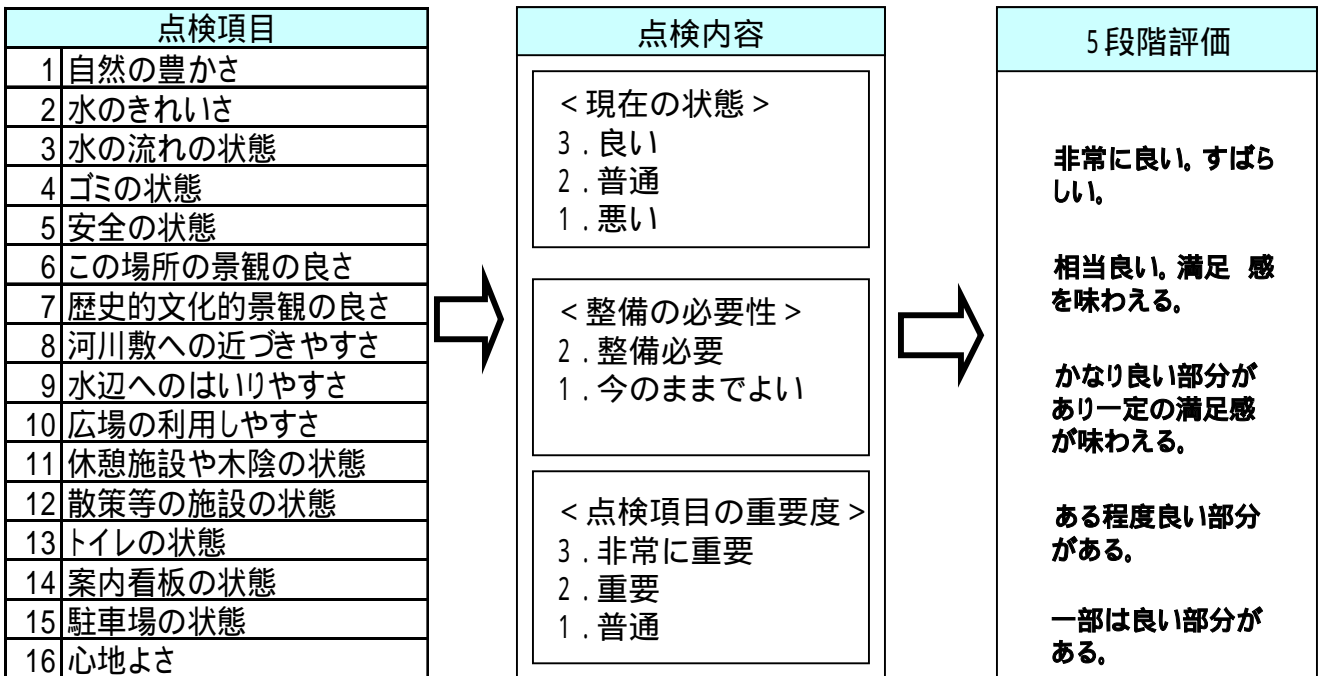 点検項目
1 自然の豊かさ
2 水のきれいさ
3 水の流れの状態
4 ゴミの状態
5 安全の状態
6 この場所の景観の良さ
7 歴史的文化的景観の良さ
8 河川敷への近づきやすさ
9 水辺へのはいりやすさ
10 広場の利用しやすさ
11 休憩施設や木陰の状態
12 散策等の施設の状態
13 トイレの状態
14 案内看板の状態
15 駐車場の状態
16 心地よさ
点検内容
<現在の状態>
3.良い
2.普通
1.悪い
<整備の必要性>
2.整備必要
1.今のままでよい
<点検項目の重要度>
3.非常に重要
2.重要
1.普通
5段階評価
非常に良い。すばら
しい。
相当良い。満足 感
を味わえる。
かなり良い部分が
あり一定の満足感
が味わえる。
ある程度良い部分
がある。
一部は良い部分が
ある。